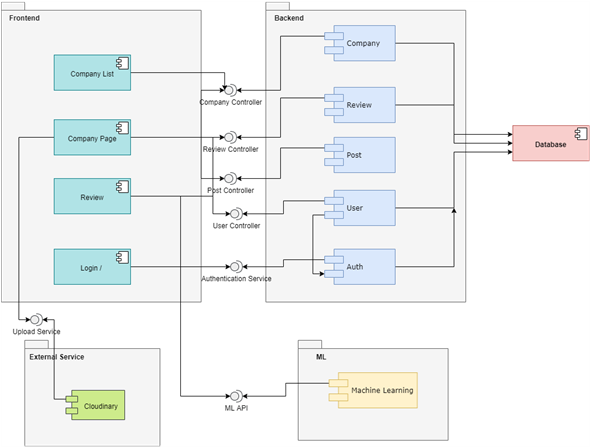 Frontend
Backend
Company List
Company
Company Controller
Review
Company Page
Review Controller
Database
Post
Post Controller
Review
User
User Controller
Login /
Authentication Service
Auth
Upload Service
External Service
ML
Cloudinary
Machine Learning
ML API